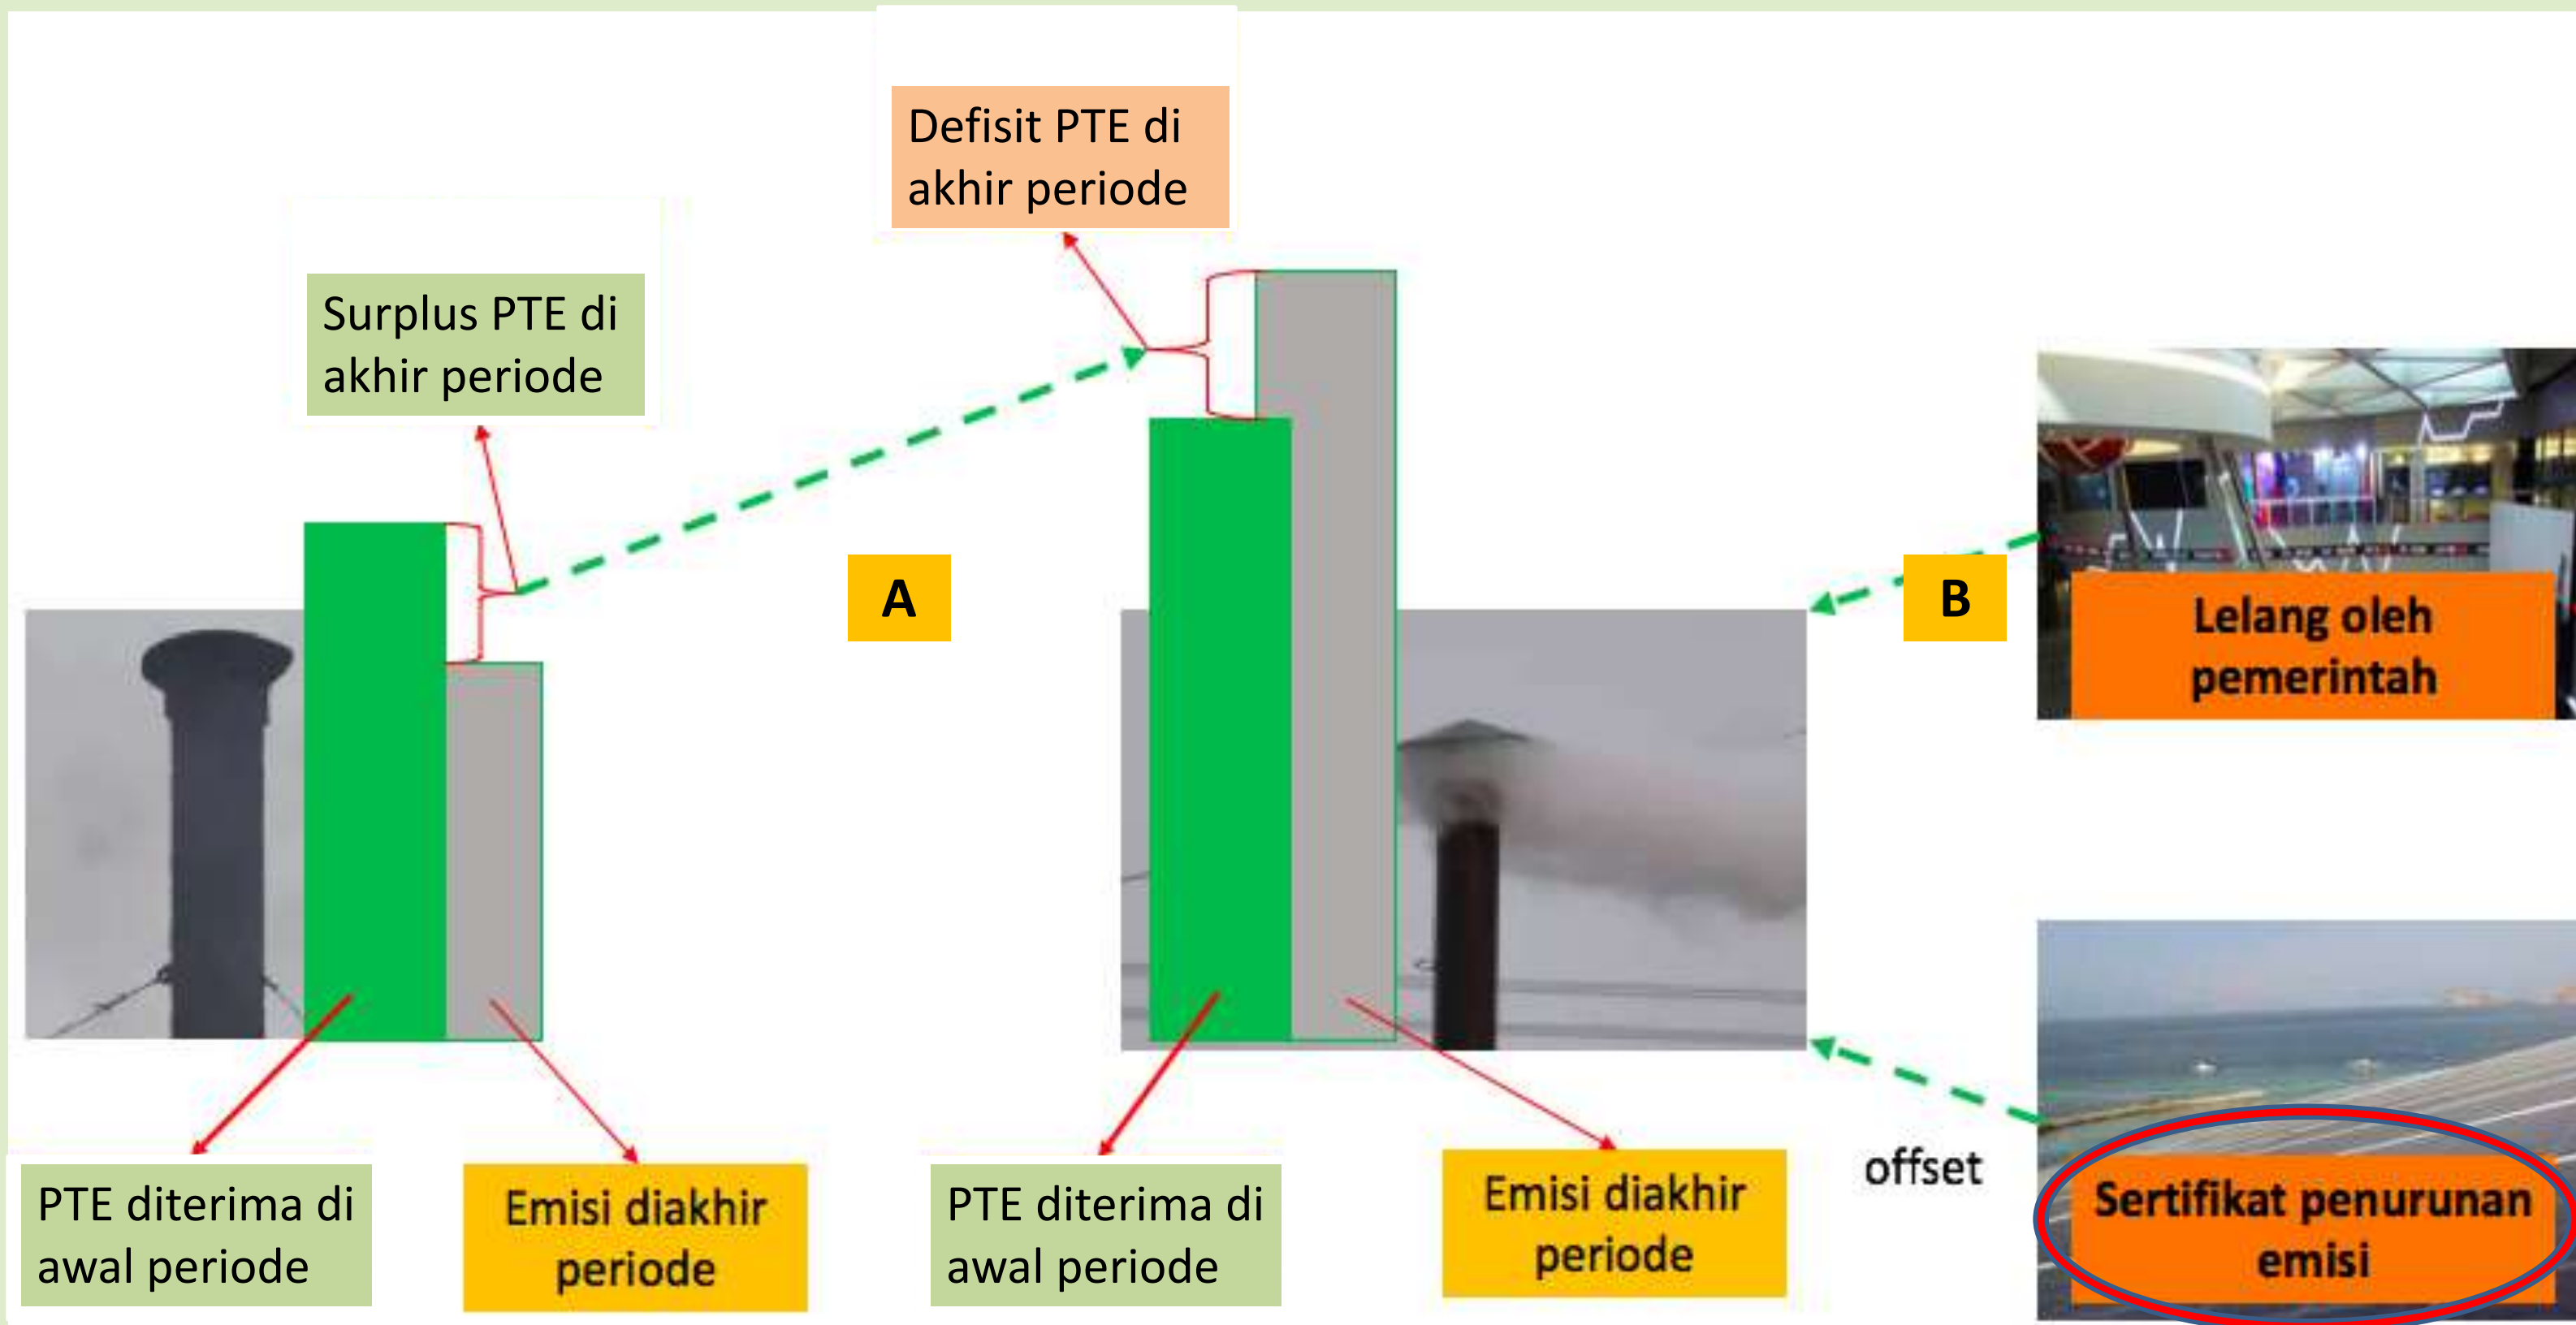 Defisit PTE di
akhir periode
Surplus PTE di
akhir periode
A
B
Lelang oleh
pemerintah
offset
PTE diterima di
awal periode
Emisi diakhir
periode
PTE diterima di
awal periode
Emisi diakhir
periode
Sertifikat penurunan
emisi